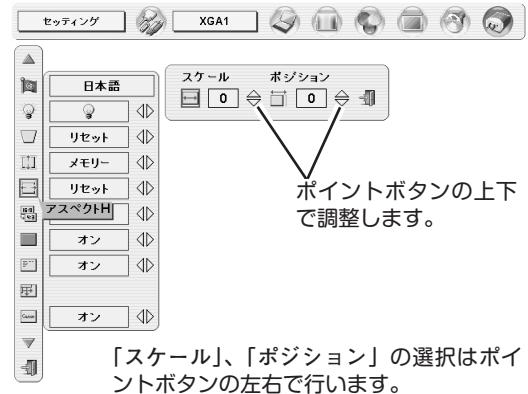 セッティング
XGA1
日本語
スケール ポジション
0 0
リセット
メモリー
リセット
アスペクトH
オン
オン
オン
ポイントボタンの上下
で調整します。
「スケール」、「ポジション」の選択はポイ
ントボタンの左右で行います。